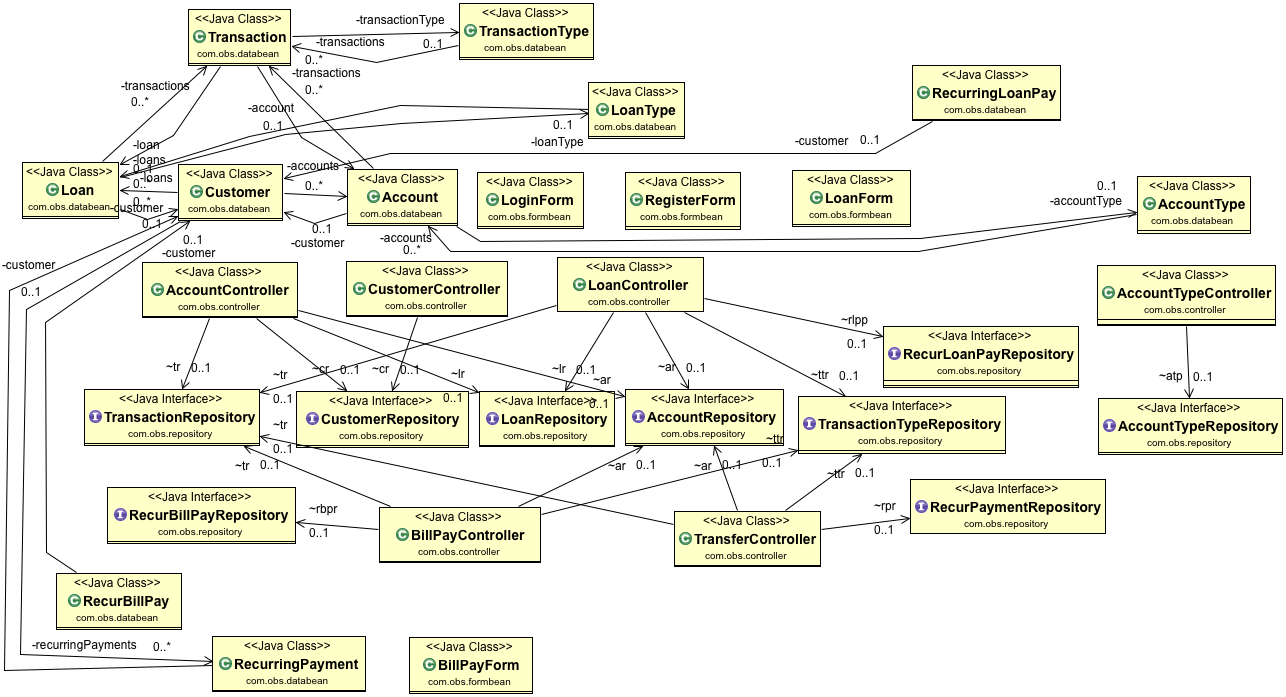 <<Java Class>>
Transaction
com.obs.databean
-transactionType
0..1
-transactions
0..*
<<Java Class>>
TransactionType
com.obs.databean
-transactions
0..*
-transactions
0..*
-account
0..1
<<Java Class>>
LoanType
com.obs.databean
0..1
-loanType
<<Java Class>>
RecurringLoanPay
com.obs.databean
-customer
0..1
-loan
-loans
0..1
0..*
-loans
0..*
<<Java Class>>
Loan
com.obs.databean
-customer
0..1
<<Java Class>>
Customer
com.obs.databean
-accounts
0..*
<<Java Class>>
Account
com.obs.databean
0..1
-customer
<<Java Class>>
LoginForm
com.obs.formbean
<<Java Class>>
RegisterForm
com.obs.formbean
<<Java Class>>
LoanForm
com.obs.formbean
0..1
-accountType
<<Java Class>>
AccountType
com.obs.databean
-accounts
0..*
0..1
-customer
-customer
0..1
<<Java Class>>
AccountController
com.obs.controller
<<Java Class>>
CustomerController
com.obs.controller
<<Java Class>>
LoanController
com.obs.controller
<<Java Class>>
AccountTypeController
com.obs.controller
~rlpp
0..1
<<Java Interface>>
RecurLoanPayRepository
com.obs.repository
~tr
0..1
~tr
0..1
~cr
0..1
~cr
0..1
~lr
0..1
~lr
0..1
~ar
0..1
~ar
0..1
~ttr
0..1
~atp
0..1
<<Java Interface>>
TransactionRepository
com.obs.repository
<<Java Interface>>
CustomerRepository
com.obs.repository
<<Java Interface>>
LoanRepository
com.obs.repository
<<Java Interface>>
AccountRepository
com.obs.repository
<<Java Interface>>
TransactionTypeRepository
com.obs.repository
<<Java Interface>>
AccountTypeRepository
com.obs.repository
~tr
0..1
~tr
0..1
~ar
0..1
~ar
0..1
~ttr
0..1
~ttr
0..1
<<Java Interface>>
RecurBillPayRepository
com.obs.repository
~rbpr
0..1
<<Java Class>>
BillPayController
com.obs.controller
<<Java Class>>
TransferController
com.obs.controller
~rpr
0..1
<<Java Interface>>
RecurPaymentRepository
com.obs.repository
<<Java Class>>
RecurBillPay
com.obs.databean
-recurringPayments
0..*
<<Java Class>>
RecurringPayment
com.obs.databean
<<Java Class>>
BillPayForm
com.obs.formbean